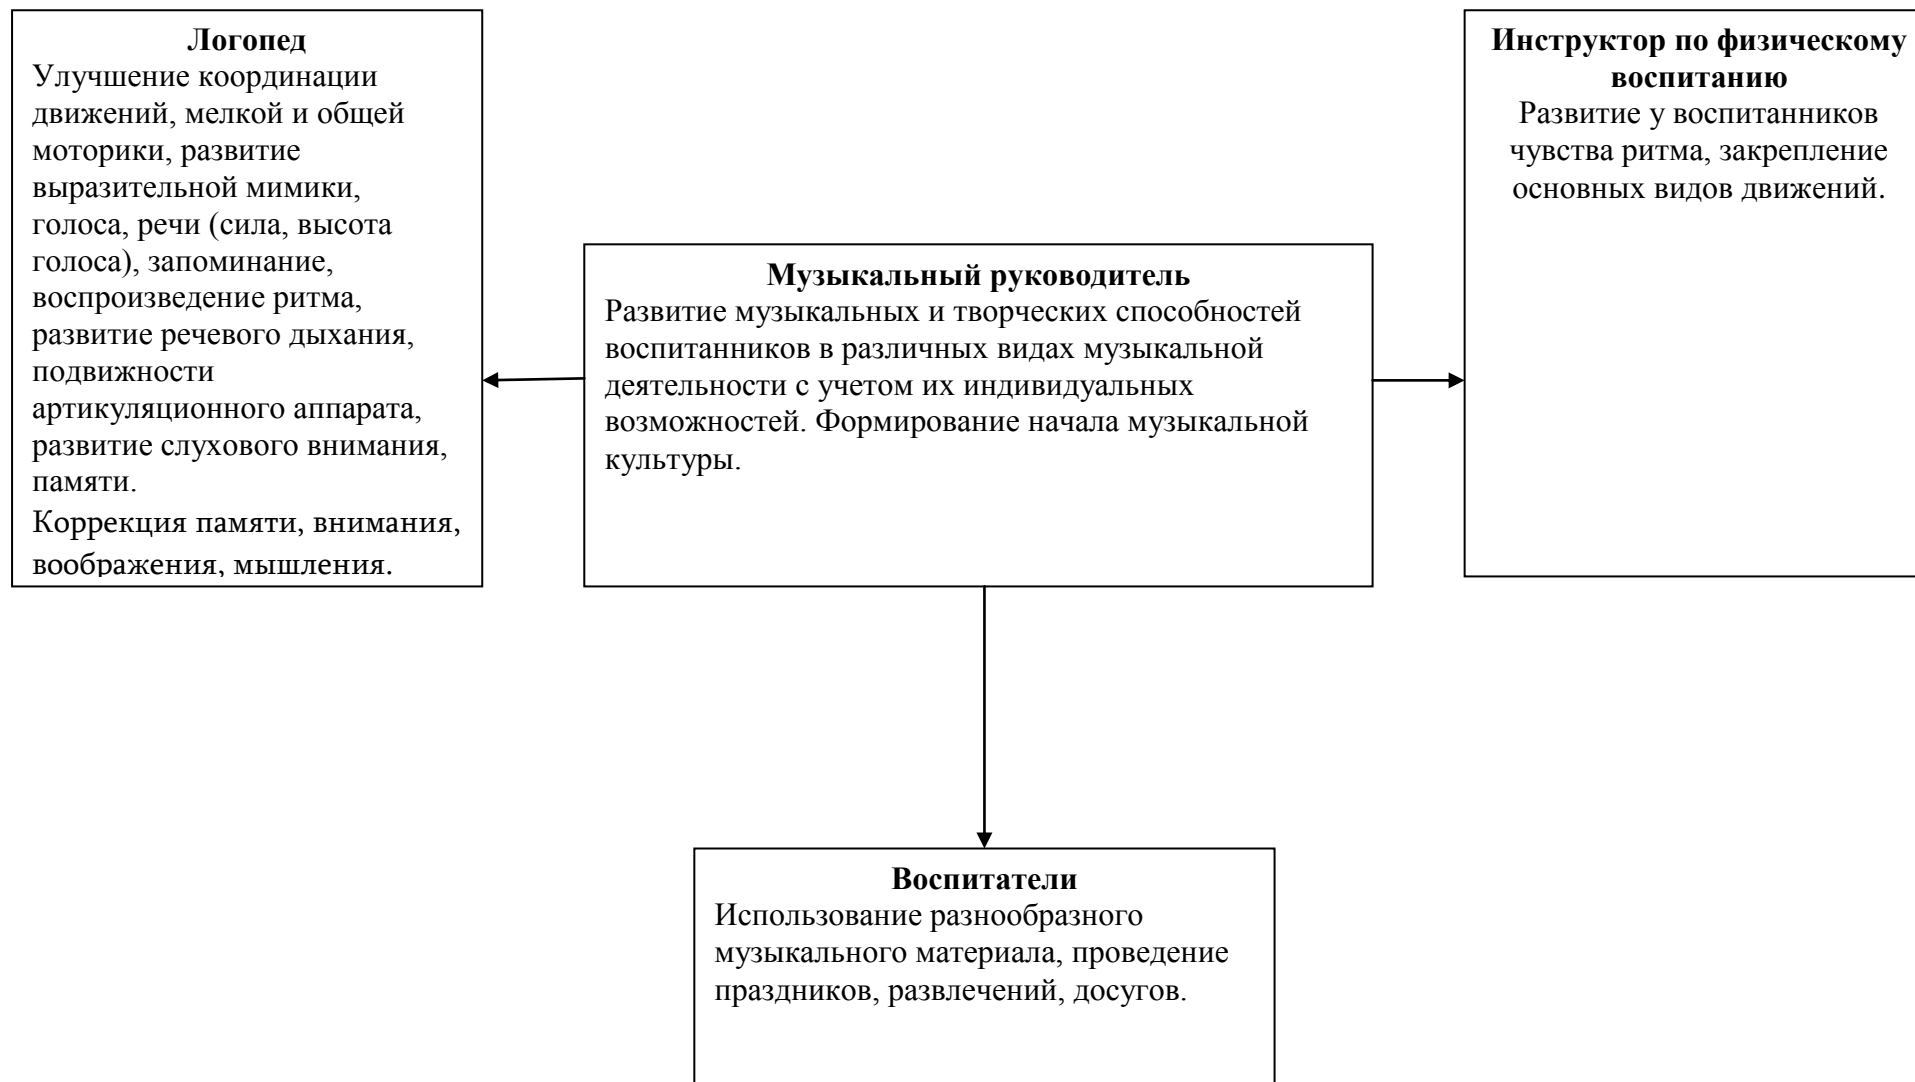 Логопед
Улучшение координации
движений, мелкой и общей
моторики, развитие
выразительной мимики,
голоса, речи (сила, высота
голоса), запоминание,
воспроизведение ритма,
развитие речевого дыхания,
подвижности
артикуляционного аппарата,
развитие слухового внимания,
памяти.
Коррекция памяти, внимания,
воображения, мышления.
Музыкальный руководитель
Развитие музыкальных и творческих способностей
воспитанников в различных видах музыкальной
деятельности с учетом их индивидуальных
возможностей. Формирование начала музыкальной
культуры.
Инструктор по физическому
воспитанию
Развитие у воспитанников
чувства ритма, закрепление
основных видов движений.
Воспитатели
Использование разнообразного
музыкального материала, проведение
праздников, развлечений, досугов.